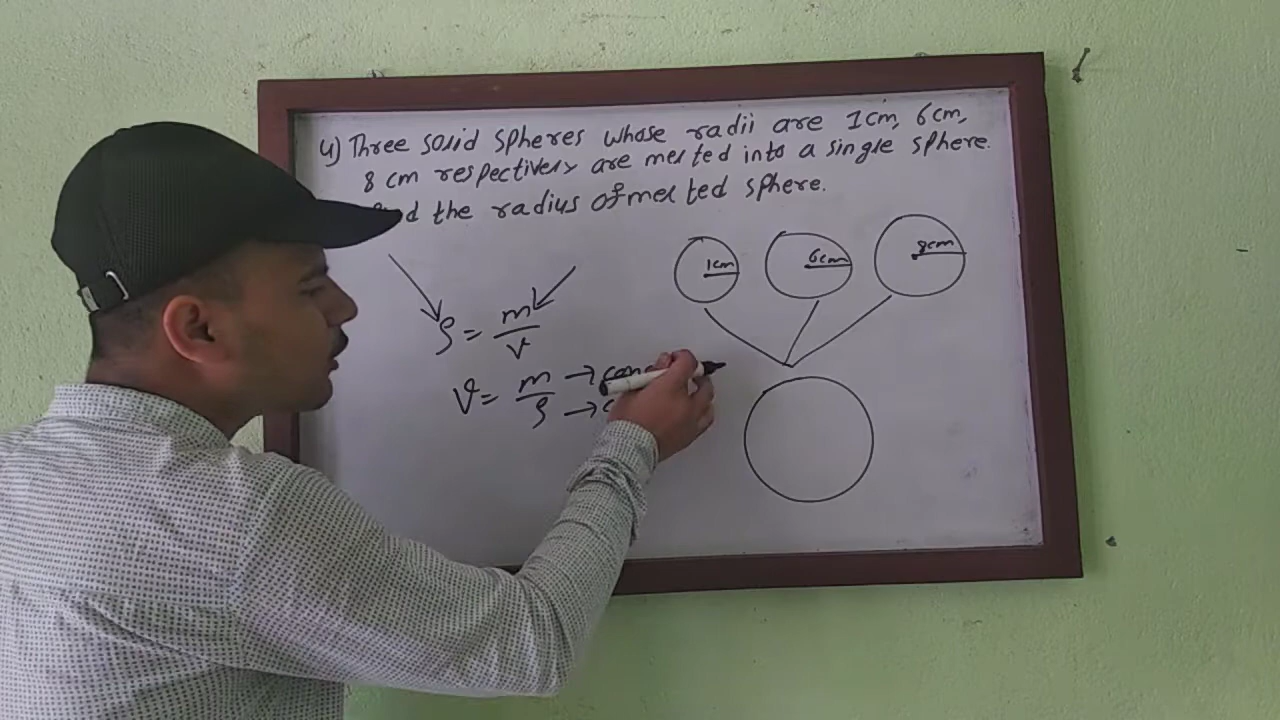 4) Three solid spheres whose radii are 1cm, 6cm,
8 cm respectively are melted into a single sphere.
the radius of melted sphere.
1cm 6cm 8cm
ρ = m/v
V = m/ρ